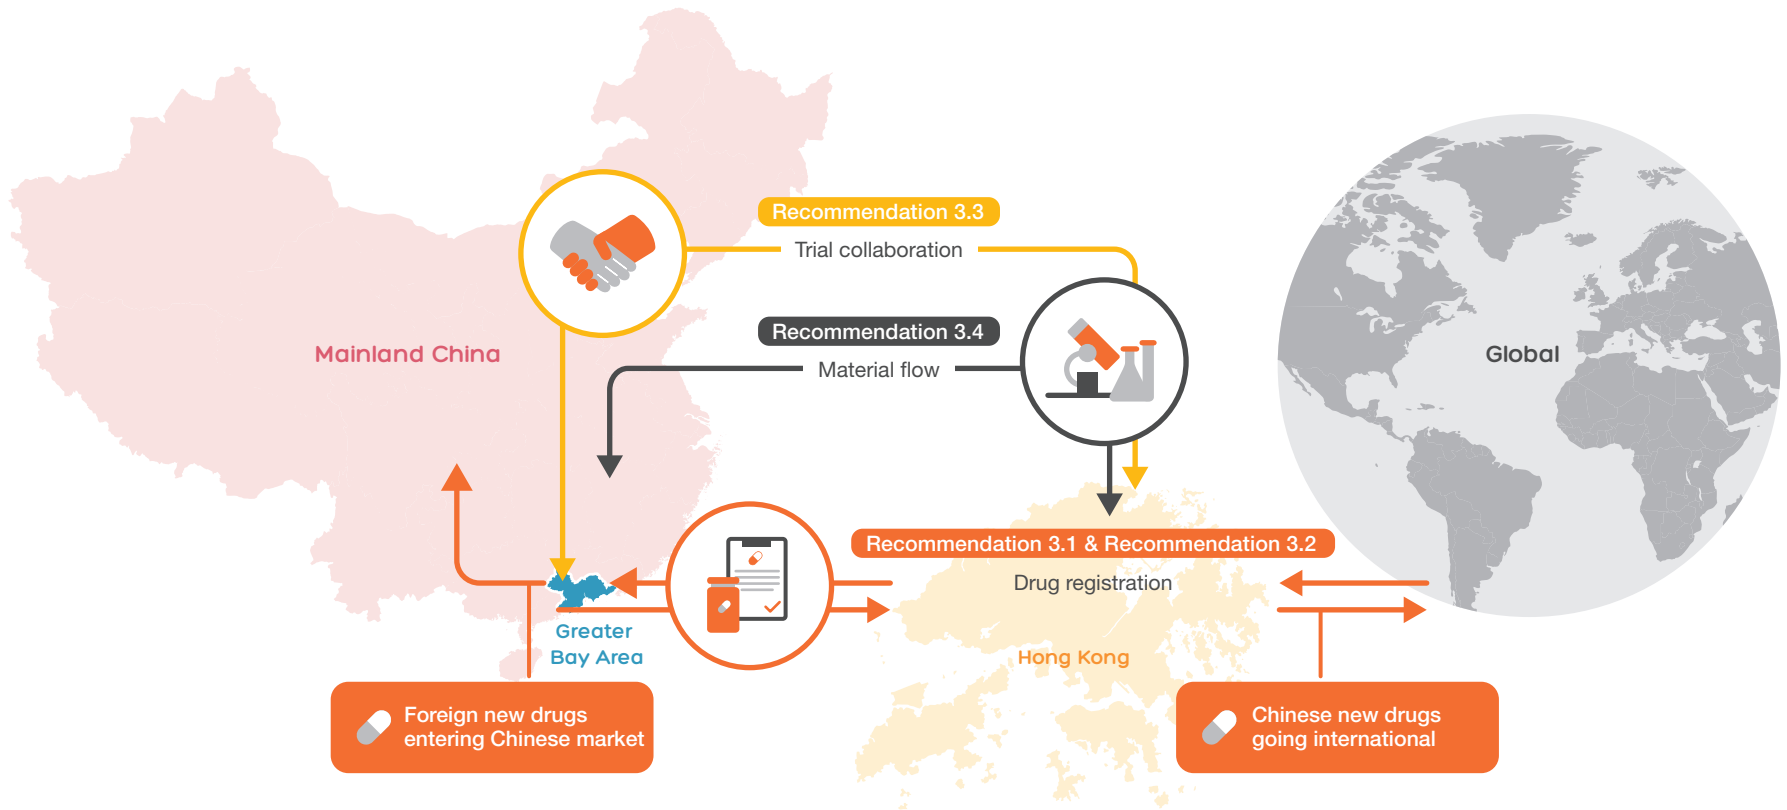 Recommendation 3.3
Trial collaboration
Recommendation 3.4
Material flow
Mainland China
Global
Recommendation 3.1 & Recommendation 3.2
Drug registration
Greater
Bay Area
Hong Kong
Foreign new drugs
entering Chinese market
Chinese new drugs
going international